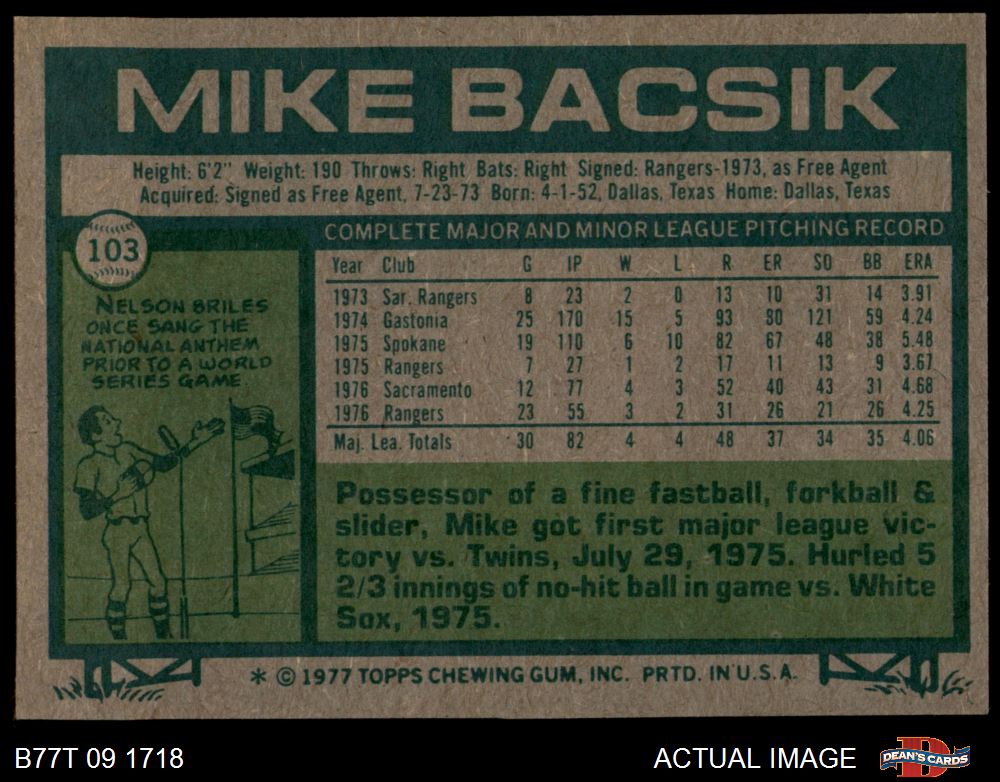 MIKE BACSIK
Height: 6'2" Weight: 190 Throws: Right Bats: Right Signed: Rangers-1973, as Free Agent
Acquired: Signed as Free Agent, 7-23-73 Born: 4-1-52, Dallas, Texas Home: Dallas, Texas
103
NELSON BRILES
ONCE SANG THE
NATIONAL ANTHEM
PRIOR TO A WORLD
SERIES GAME
COMPLETE MAJOR AND MINOR LEAGUE PITCHING RECORD
Year Club G IP W L R ER SO BB ERA
1973 Sar. Rangers 8 23 2 0 13 10 31 14 3.91
1974 Gastonia 25 170 15 5 93 80 121 59 4.24
1975 Spokane 19 110 6 10 82 67 48 38 5.48
1975 Rangers 7 27 1 2 17 11 13 9 3.67
1976 Sacramento 12 77 4 3 52 40 43 31 4.68
1976 Rangers 23 55 3 2 31 26 21 26 4.25
Maj. Lea. Totals 30 82 4 4 48 37 34 35 4.06
Possessor of a fine fastball, forkball &
slider, Mike got first major league vic-
tory vs. Twins, July 29, 1975. Hurled 5
2/3 innings of no-hit ball in game vs. White
Sox, 1975.
* © 1977 TOPPS CHEWING GUM, INC. PRTD. IN U.S.A.
B77T 09 1718
ACTUAL IMAGE
DEAN'S CARDS